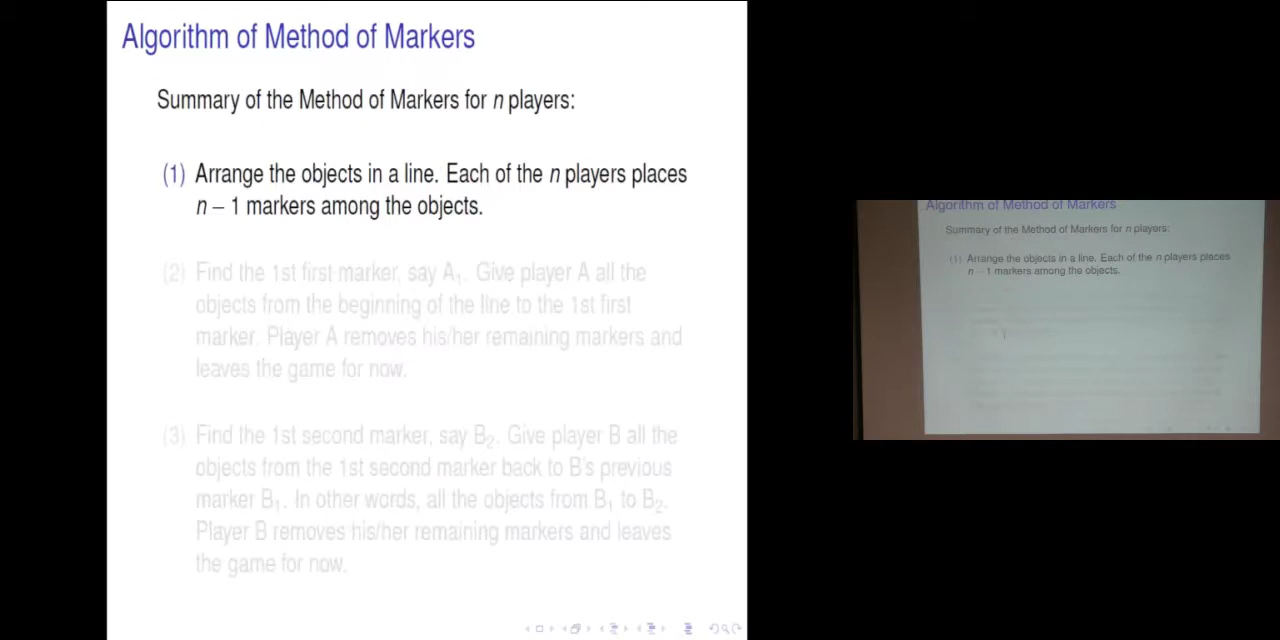 Algorithm of Method of Markers
Summary of the Method of Markers for n players:
(1) Arrange the objects in a line. Each of the n players places
n – 1 markers among the objects.
(2) Find the 1st first marker, say A₁. Give player A all the
objects from the beginning of the line to the 1st first
marker. Player A removes his/her remaining markers and
leaves the game for now.
(3) Find the 1st second marker, say B₂. Give player B all the
objects from the 1st second marker back to B's previous
marker B₁. In other words, all the objects from B₁ to B₂.
Player B removes his/her remaining markers and leaves
the game for now.
Algorithm of Method of Markers
Summary of the Method of Markers for n players:
(1) Arrange the objects in a line. Each of the n players places
n – 1 markers among the objects.